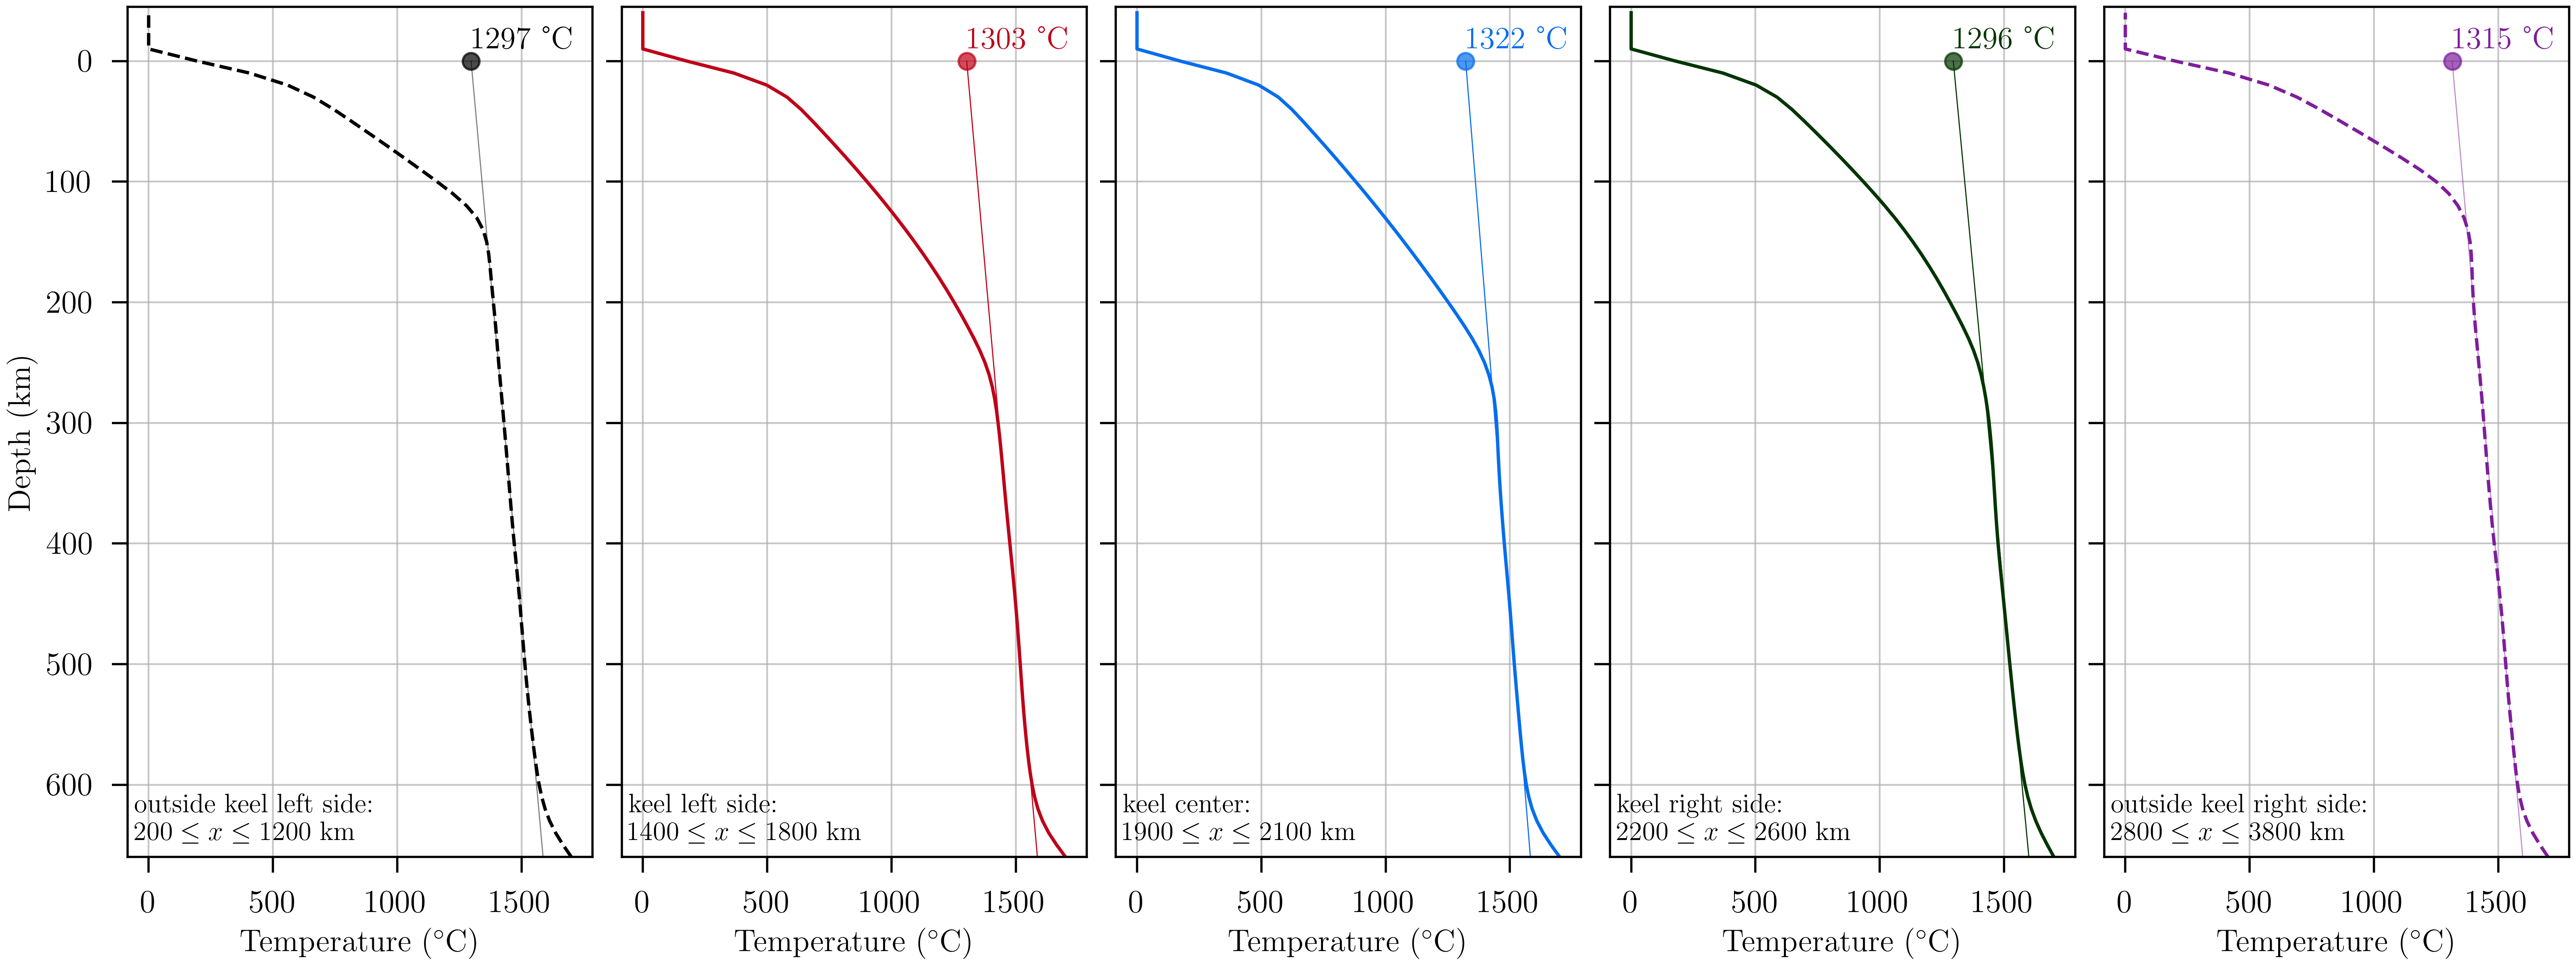 1297 °C
1303 °C
1322 °C
1296 °C
1315 °C
Depth (km)
0
100
200
300
400
500
600
outside keel left side:
200 ≤ x ≤ 1200 km
keel left side:
1400 ≤ x ≤ 1800 km
keel center:
1900 ≤ x ≤ 2100 km
keel right side:
2200 ≤ x ≤ 2600 km
outside keel right side:
2800 ≤ x ≤ 3800 km
0 500 1000 1500
0 500 1000 1500
0 500 1000 1500
0 500 1000 1500
0 500 1000 1500
Temperature (°C)
Temperature (°C)
Temperature (°C)
Temperature (°C)
Temperature (°C)